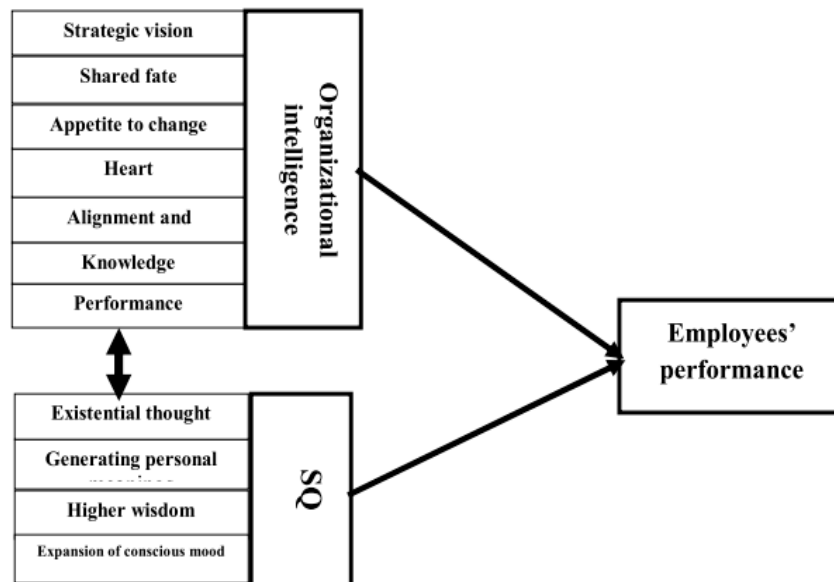 Strategic vision
Shared fate
Appetite to change
Heart
Alignment and
Knowledge
Performance
Organizational
intelligence
Existential thought
Generating personal
Higher wisdom
Expansion of conscious mood
SQ
Employees’
performance